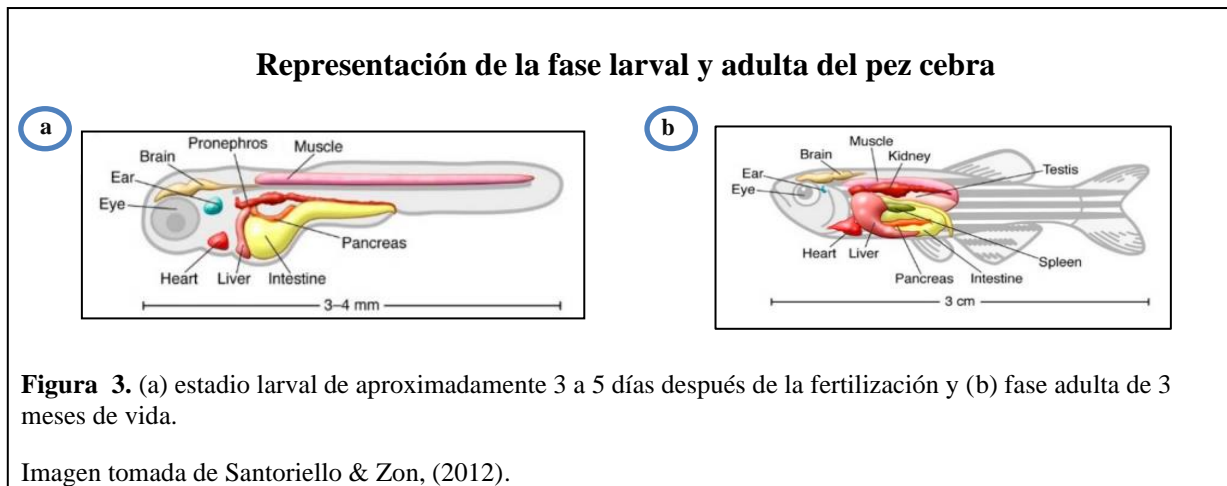 Representación de la fase larval y adulta del pez cebra
a
Pronephros
Muscle
Brain
Ear
Eye
Pancreas
Heart
Liver
Intestine
3–4 mm
b
Muscle
Brain
Kidney
Testis
Ear
Eye
Heart
Liver
Spleen
Pancreas
Intestine
3 cm
Figura 3. (a) estadio larval de aproximadamente 3 a 5 días después de la fertilización y (b) fase adulta de 3
meses de vida.
Imagen tomada de Santoriello & Zon, (2012).